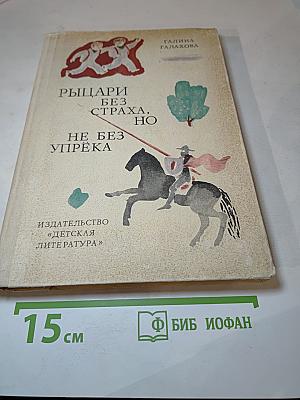 ГАЛИНА
ГАЛАХОВА
РЫЦАРИ
БЕЗ
СТРАХА,
НО
НЕ БЕЗ
УПРЁКА
ИЗДАТЕЛЬСТВО
«ДЕТСКАЯ
ЛИТЕРАТУРА»
15 см
Ф БИБ ИОФАН